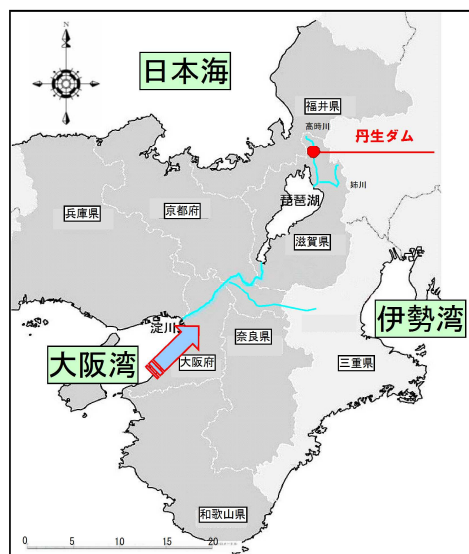 N
日本海
福井県
高時川
丹生ダム
姉川
琵琶湖
兵庫県
京都府
滋賀県
伊勢湾
淀川
奈良県
大阪湾
大阪府
三重県
和歌山県
0 5 10 15 20